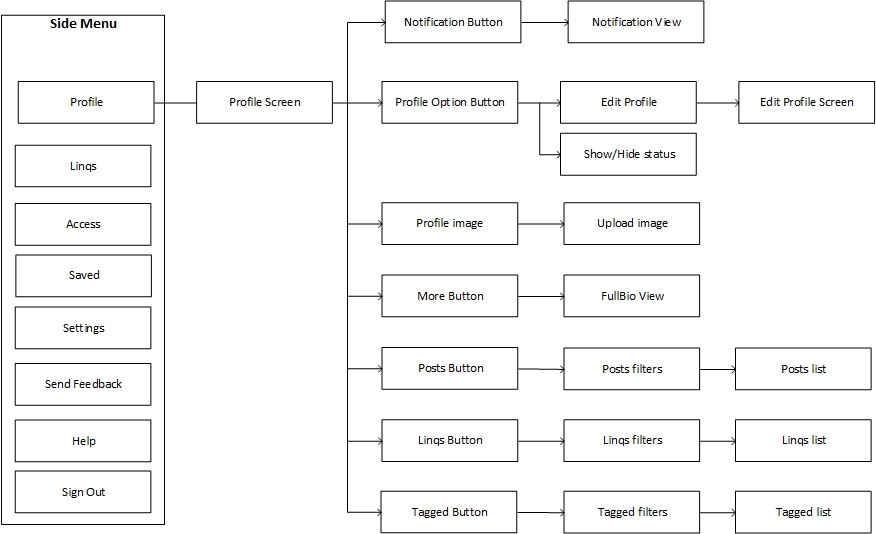 Side Menu
Notification Button
Notification View
Profile
Profile Screen
Profile Option Button
Edit Profile
Edit Profile Screen
Show/Hide status
Linqs
Access
Profile image
Upload image
Saved
More Button
FullBio View
Settings
Send Feedback
Posts Button
Posts filters
Posts list
Help
Linqs Button
Linqs filters
Linqs list
Sign Out
Tagged Button
Tagged filters
Tagged list